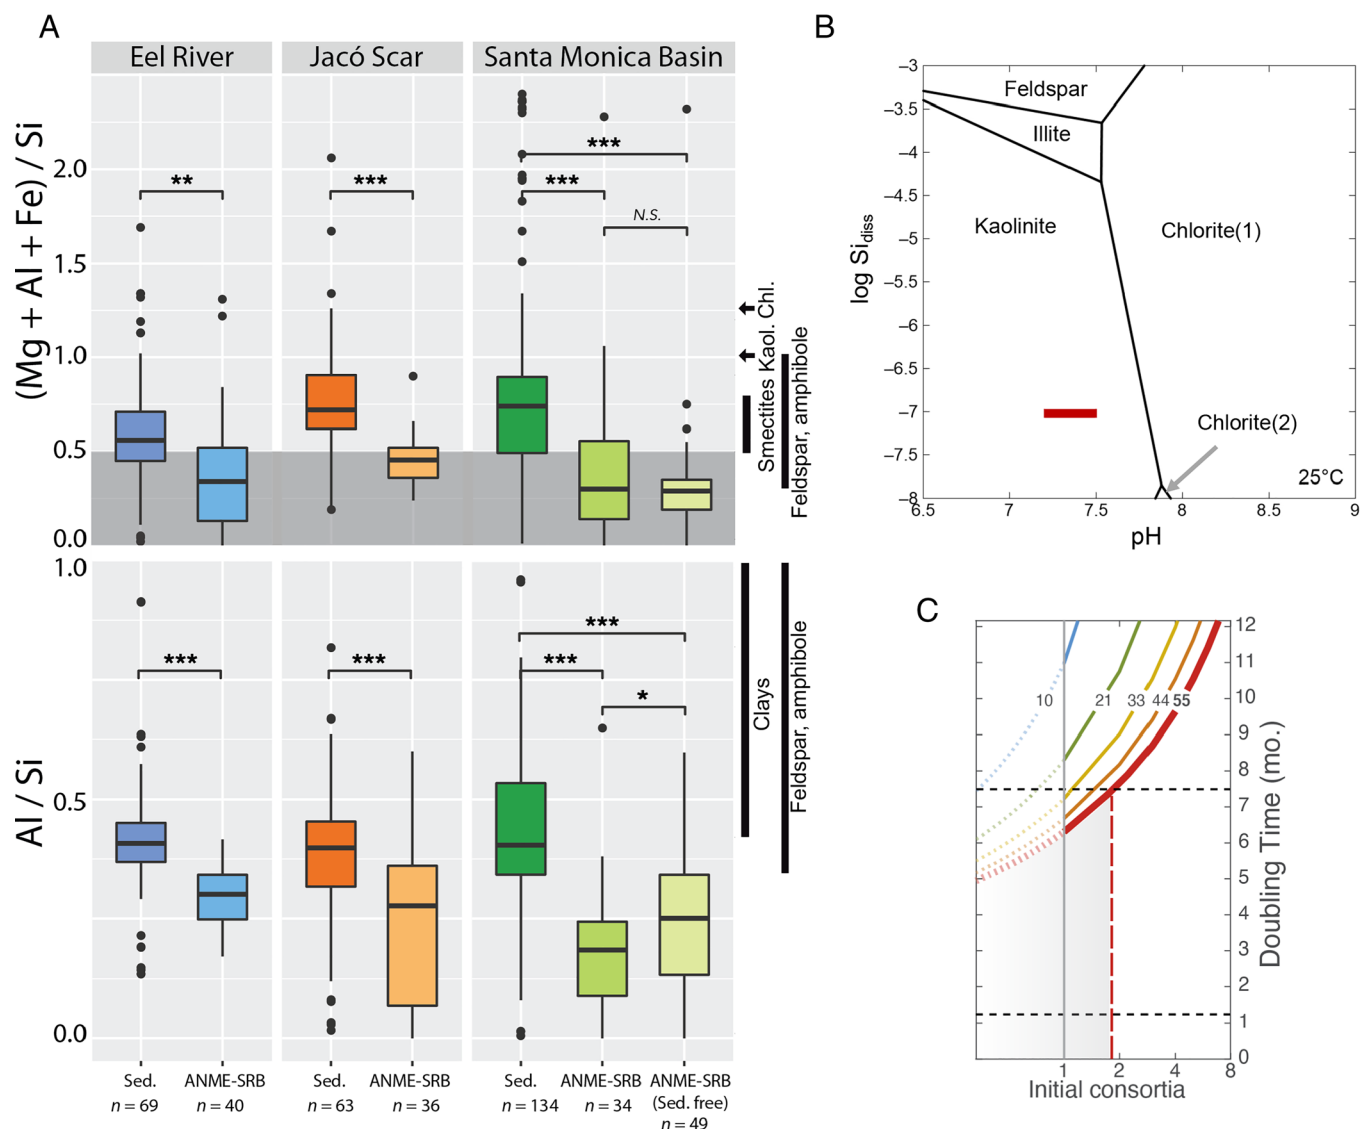 A
Eel River
Jacó Scar
Santa Monica Basin
(Mg + Al + Fe) / Si
2.0
1.5
1.0
0.5
0.0
**
***
***
***
N.S.
Smectites Kaol. Chl.
Feldspar, amphibole
Al / Si
1.0
0.5
0.0
***
***
***
***
*
Clays
Feldspar, amphibole
Sed.
n = 69
ANME-SRB
n = 40
Sed.
n = 63
ANME-SRB
n = 36
Sed.
n = 134
ANME-SRB
n = 34
ANME-SRB
(Sed. free)
n = 49
B
log Sidiss
−3
−3.5
−4
−4.5
−5
−5.5
−6
−6.5
−7
−7.5
−8
Feldspar
Illite
Kaolinite
Chlorite(1)
Chlorite(2)
25°C
6.5 7 7.5 8 8.5 9
pH
C
12
11
10
9
8
7
6
5
4
3
2
1
0
10 21 33 44 55
Doubling Time (mo.)
1 2 4 8
Initial consortia